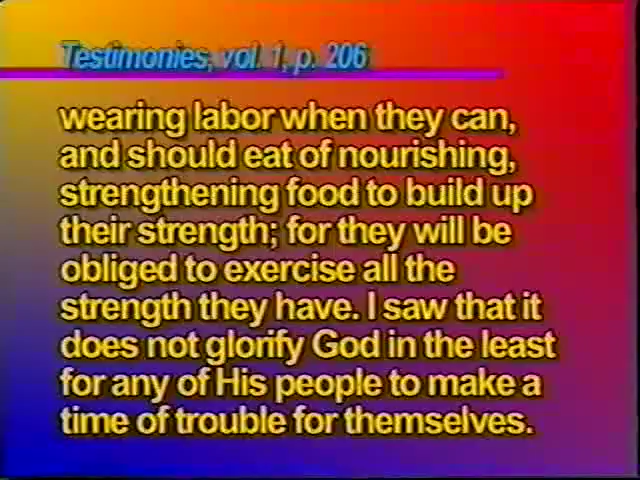 Testimonies, vol. 1, p. 206
wearing labor when they can,
and should eat of nourishing,
strengthening food to build up
their strength; for they will be
obliged to exercise all the
strength they have. I saw that it
does not glorify God in the least
for any of His people to make a
time of trouble for themselves.